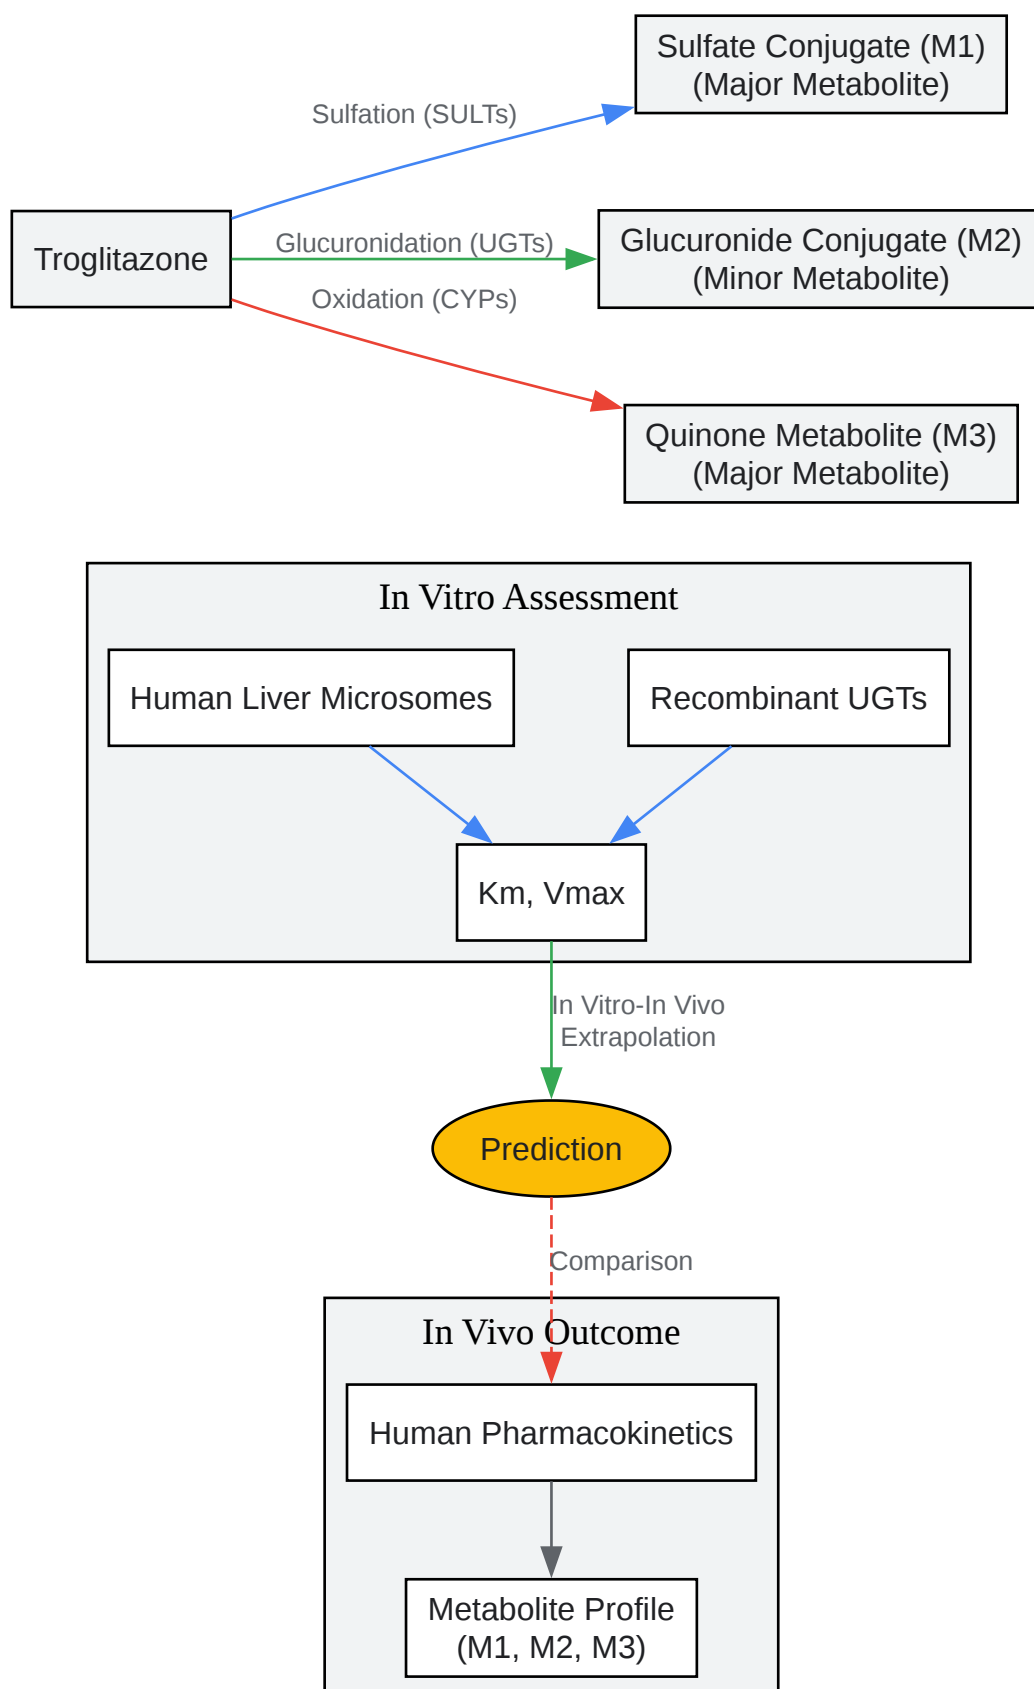 Sulfate Conjugate (M1)
(Major Metabolite)
Sulfation (SULTs)
Troglitazone
Glucuronidation (UGTs)
Glucuronide Conjugate (M2)
(Minor Metabolite)
Oxidation (CYPs)
Quinone Metabolite (M3)
(Major Metabolite)
In Vitro Assessment
Human Liver Microsomes
Recombinant UGTs
Km, Vmax
In Vitro-In Vivo
Extrapolation
Prediction
Comparison
In Vivo Outcome
Human Pharmacokinetics
Metabolite Profile
(M1, M2, M3)